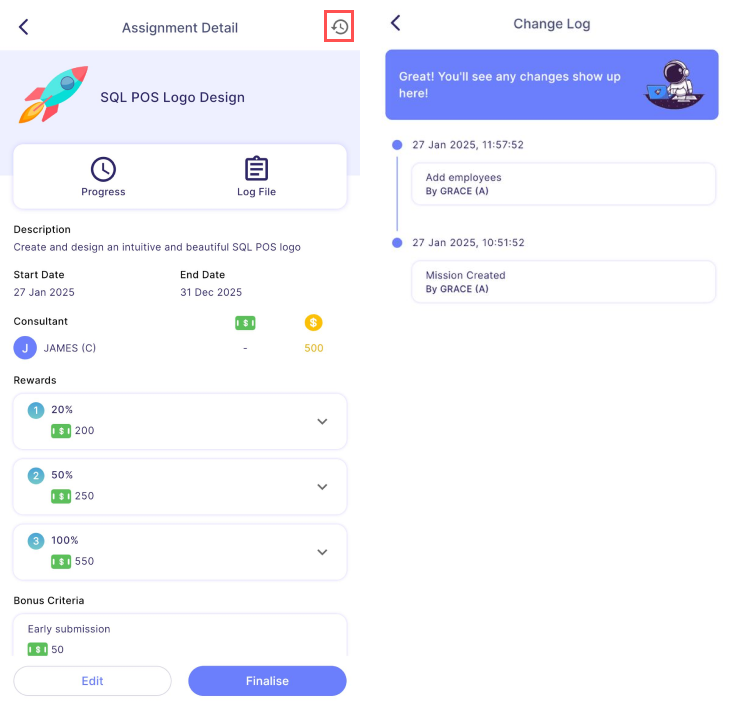 Assignment Detail
SQL POS Logo Design
Progress
Log File
Description
Create and design an intuitive and beautiful SQL POS logo
Start Date
End Date
27 Jan 2025
31 Dec 2025
Consultant
$
$
J
JAMES (C)
-
500
Rewards
1
20%
$
200
2
50%
$
250
3
100%
$
550
Bonus Criteria
Early submission
$
50
Edit
Finalise
Change Log
Great! You'll see any changes show up
here!
27 Jan 2025, 11:57:52
Add employees
By GRACE (A)
27 Jan 2025, 10:51:52
Mission Created
By GRACE (A)